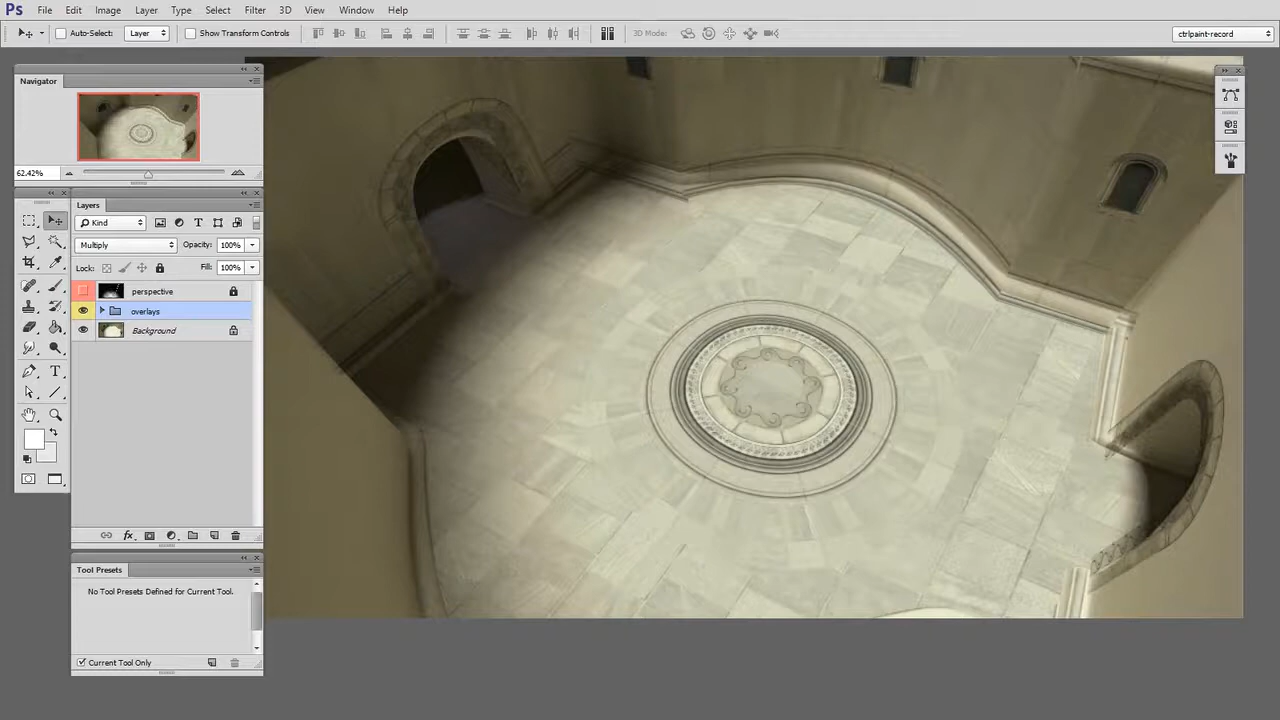 Ps File Edit Image Layer Type Select Filter 3D View Window Help
Auto-Select: Layer Show Transform Controls 3D Mode: ctrlpaint-record
Navigator
62.42%
Layers
Kind T
Multiply Opacity: 100%
Lock: Fill: 100%
perspective
overlays
Background
T
fx
Tool Presets
No Tool Presets Defined for Current Tool.
Current Tool Only